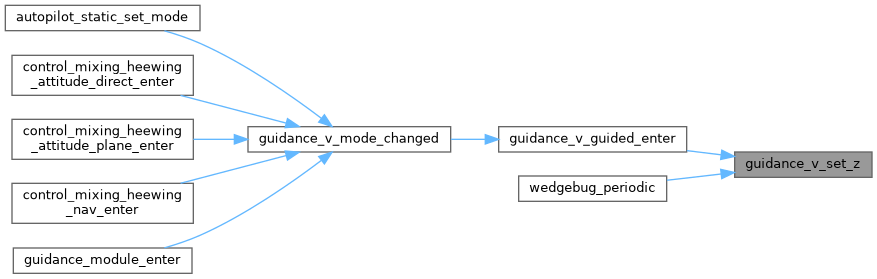 autopilot_static_set_mode
control_mixing_heewing
_attitude_direct_enter
control_mixing_heewing
_attitude_plane_enter
control_mixing_heewing
_nav_enter
guidance_module_enter
guidance_v_mode_changed
guidance_v_guided_enter
wedgebug_periodic
guidance_v_set_z